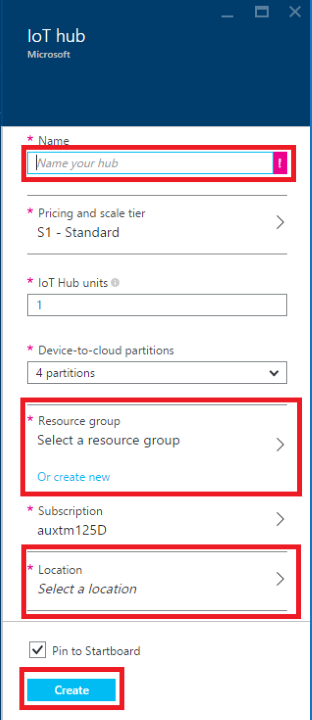 IoT hub
Microsoft
* Name
Name your hub
!
* Pricing and scale tier
S1 - Standard
* IoT Hub units
1
* Device-to-cloud partitions
4 partitions
* Resource group
Select a resource group
Or create new
* Subscription
auxtm125D
* Location
Select a location
Pin to Startboard
Create